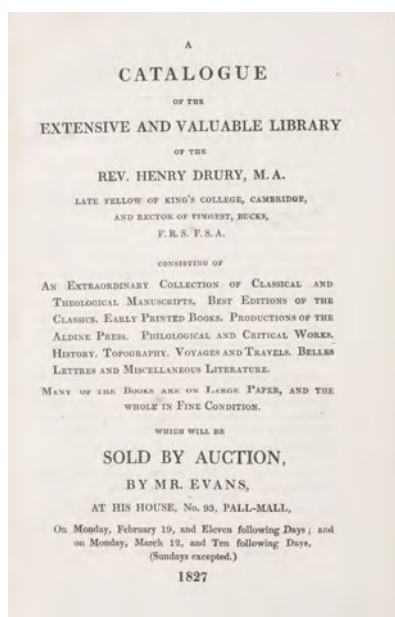 A
CATALOGUE
OF THE
EXTENSIVE AND VALUABLE LIBRARY
OF THE
REV. HENRY DRURY, M.A.
LATE FELLOW OF KING'S COLLEGE, CAMBRIDGE,
AND RECTOR OF FINGEST, BUCKS,
F. R. S. F. S. A.
CONSISTING OF
AN EXTRAORDINARY COLLECTION OF CLASSICAL AND
THEOLOGICAL MANUSCRIPTS. BEST EDITIONS OF THE
CLASSICS. EARLY PRINTED BOOKS. PRODUCTIONS OF THE
ALDINE PRESS. PHILOLOGICAL AND CRITICAL WORKS.
HISTORY. TOPOGRAPHY. VOYAGES AND TRAVELS. BELLES
LETTRES AND MISCELLANEOUS LITERATURE.
MANY OF THE BOOKS ARE ON LARGE PAPER, AND THE
WHOLE IN FINE CONDITION.
WHICH WILL BE
SOLD BY AUCTION,
BY MR. EVANS,
AT HIS HOUSE, No. 93, PALL-MALL,
On Monday, February 19, and Eleven following Days; and
on Monday, March 12, and Ten following Days,
(Sundays excepted.)
1827